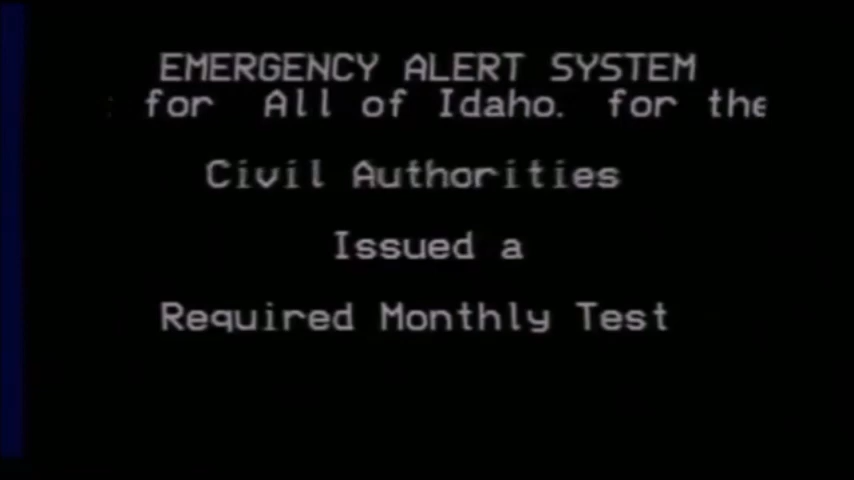 EMERGENCY ALERT SYSTEM
: for All of Idaho. for the
Civil Authorities
Issued a
Required Monthly Test